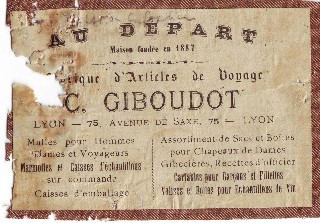 AU DÉPART
Maison fondée en 1887
Fabrique d'Articles de Voyage
C. GIBOUDOT
LYON — 75, AVENUE DE SAXE, 75 — LYON
Malles pour Hommes
Dames et Voyageurs
Marmottes et Caisses d'Échantillons
sur commande
Caisses d'emballage
Assortiment de Sacs et Boîtes
pour Chapeaux de Dames
Gibecières, Recettes d'officier
Cartables pour Garçons et Fillettes
Valises et Boîtes pour Échantillons de Vin